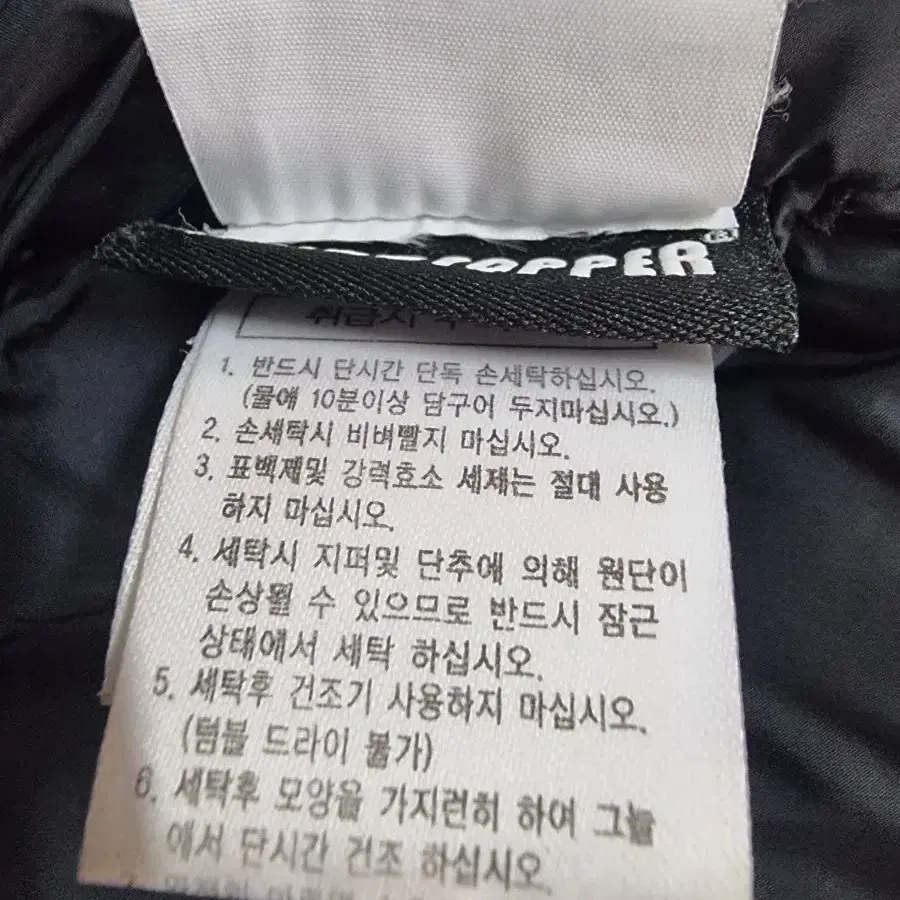 1. 반드시 단시간 단독 손세탁하십시오.
(물에 10분이상 담구어 두지마십시오.)
2. 손세탁시 비벼빨지 마십시오.
3. 표백제및 강력효소 세제는 절대 사용
하지 마십시오.
4. 세탁시 지퍼및 단추에 의해 원단이
손상될 수 있으므로 반드시 잠근
상태에서 세탁 하십시오.
5. 세탁후 건조기 사용하지 마십시오.
(텀블 드라이 불가)
6. 세탁후 모양을 가지런히 하여 그늘
에서 단시간 건조 하십시오.